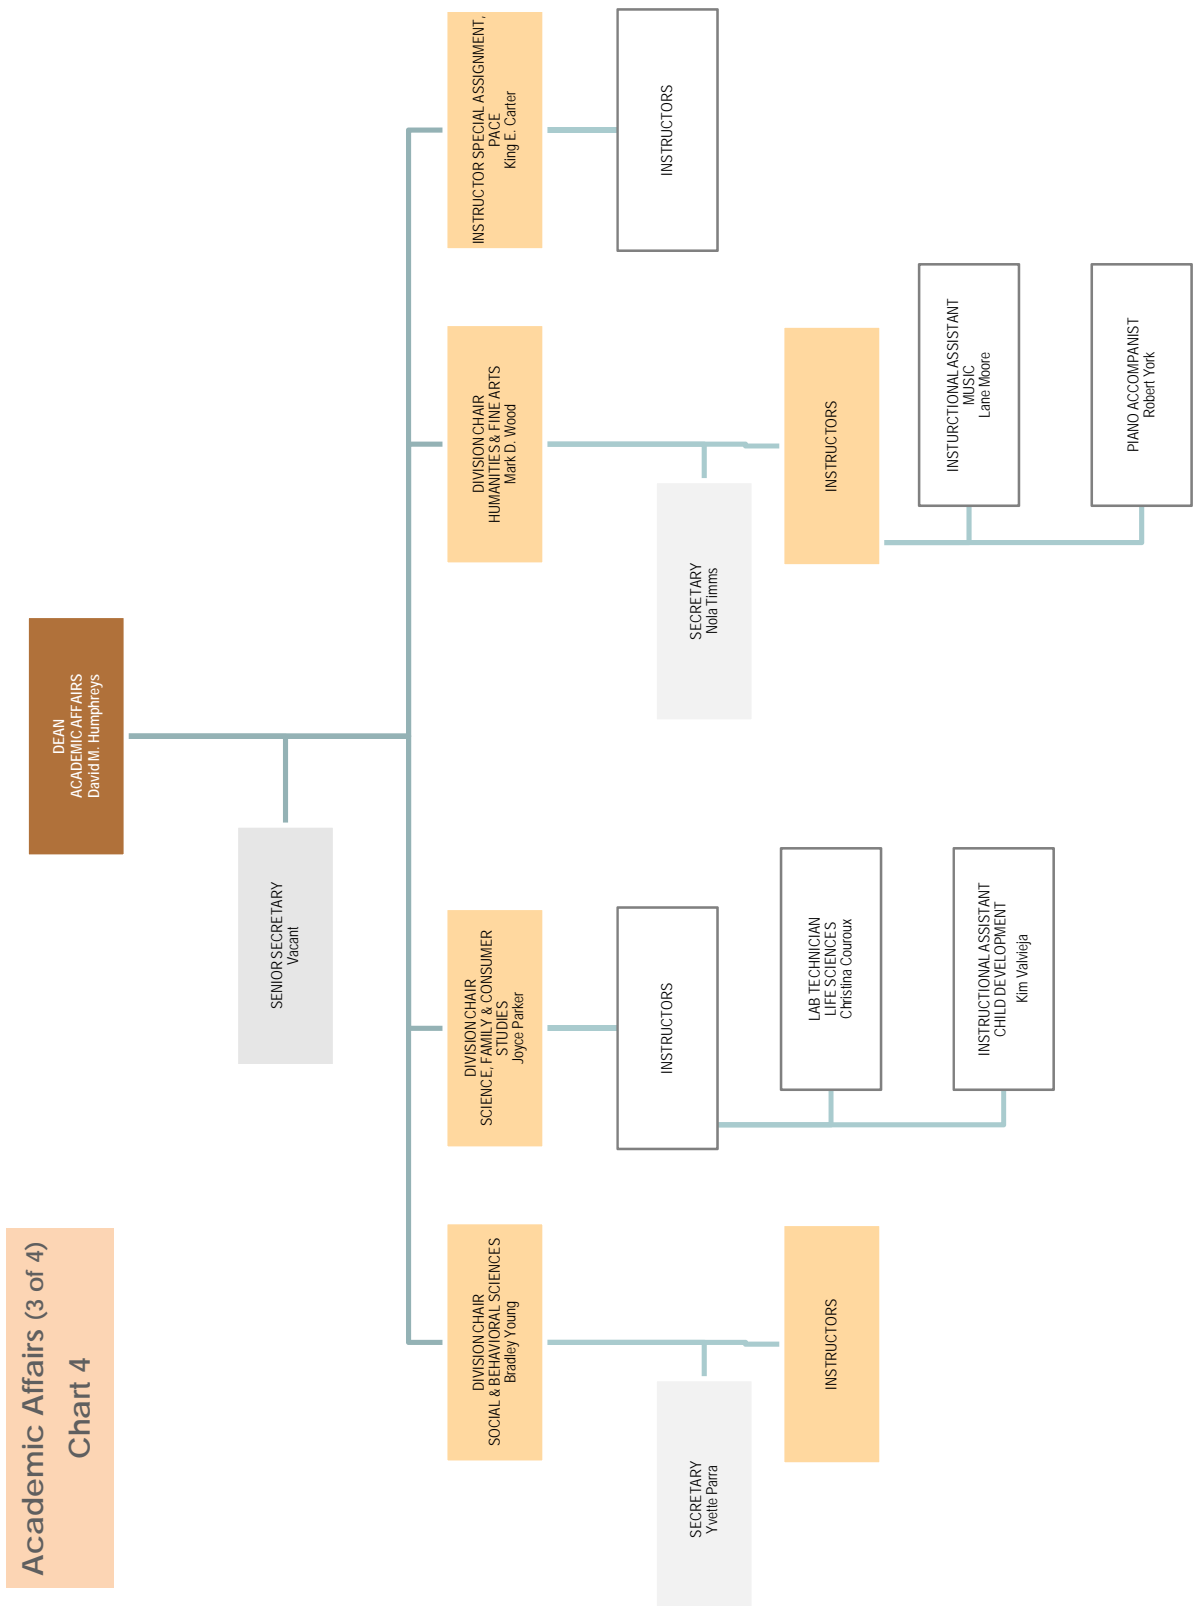 Academic Affairs (3 of 4)
Chart 4
DEAN
ACADEMIC AFFAIRS
David M. Humphreys
SENIOR SECRETARY
Vacant
DIVISION CHAIR
SOCIAL & BEHAVIORAL SCIENCES
Bradley Young
DIVISION CHAIR
SCIENCE, FAMILY & CONSUMER
STUDIES
Joyce Parker
DIVISION CHAIR
HUMANITIES & FINE ARTS
Mark D. Wood
INSTRUCTOR SPECIAL ASSIGNMENT,
PACE
King E. Carter
SECRETARY
Yvette Parra
INSTRUCTORS
INSTRUCTORS
LAB TECHNICIAN
LIFE SCIENCES
Christina Couroux
INSTRUCTIONAL ASSISTANT
CHILD DEVELOPMENT
Kim Valvieja
SECRETARY
Nola Timms
INSTRUCTORS
INSTURCTIONAL ASSISTANT
MUSIC
Lane Moore
PIANO ACCOMPANIST
Robert York
INSTRUCTORS